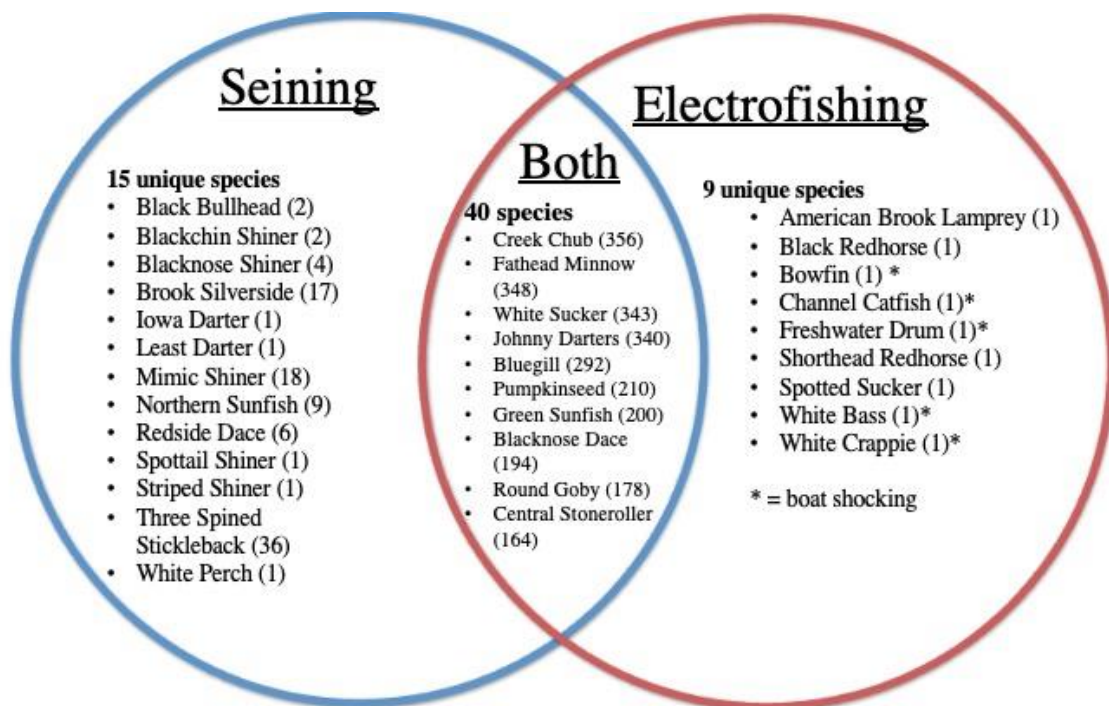 Seining
15 unique species
• Black Bullhead (2)
• Blackchin Shiner (2)
• Blacknose Shiner (4)
• Brook Silverside (17)
• Iowa Darter (1)
• Least Darter (1)
• Mimic Shiner (18)
• Northern Sunfish (9)
• Redside Dace (6)
• Spottail Shiner (1)
• Striped Shiner (1)
• Three Spined
Stickleback (36)
• White Perch (1)
Both
40 species
• Creek Chub (356)
• Fathead Minnow
(348)
• White Sucker (343)
• Johnny Darters (340)
• Bluegill (292)
• Pumpkinseed (210)
• Green Sunfish (200)
• Blacknose Dace
(194)
• Round Goby (178)
• Central Stoneroller
(164)
Electrofishing
9 unique species
• American Brook Lamprey (1)
• Black Redhorse (1)
• Bowfin (1) *
• Channel Catfish (1)*
• Freshwater Drum (1)*
• Shorthead Redhorse (1)
• Spotted Sucker (1)
• White Bass (1)*
• White Crappie (1)*
* = boat shocking